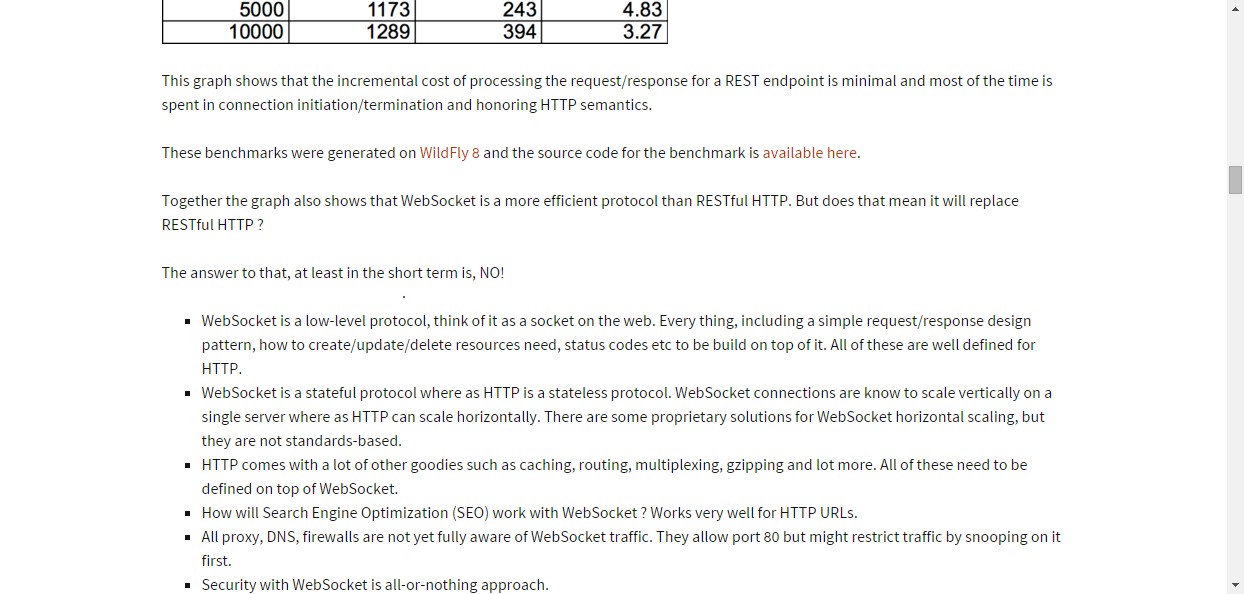 5000 1173 243 4.83
10000 1289 394 3.27
This graph shows that the incremental cost of processing the request/response for a REST endpoint is minimal and most of the time is
spent in connection initiation/termination and honoring HTTP semantics.
These benchmarks were generated on WildFly 8 and the source code for the benchmark is available here.
Together the graph also shows that WebSocket is a more efficient protocol than RESTful HTTP. But does that mean it will replace
RESTful HTTP ?
The answer to that, at least in the short term is, NO!
▪ WebSocket is a low-level protocol, think of it as a socket on the web. Every thing, including a simple request/response design
pattern, how to create/update/delete resources need, status codes etc to be build on top of it. All of these are well defined for
HTTP.
▪ WebSocket is a stateful protocol where as HTTP is a stateless protocol. WebSocket connections are know to scale vertically on a
single server where as HTTP can scale horizontally. There are some proprietary solutions for WebSocket horizontal scaling, but
they are not standards-based.
▪ HTTP comes with a lot of other goodies such as caching, routing, multiplexing, gzipping and lot more. All of these need to be
defined on top of WebSocket.
▪ How will Search Engine Optimization (SEO) work with WebSocket ? Works very well for HTTP URLs.
▪ All proxy, DNS, firewalls are not yet fully aware of WebSocket traffic. They allow port 80 but might restrict traffic by snooping on it
first.
▪ Security with WebSocket is all-or-nothing approach.